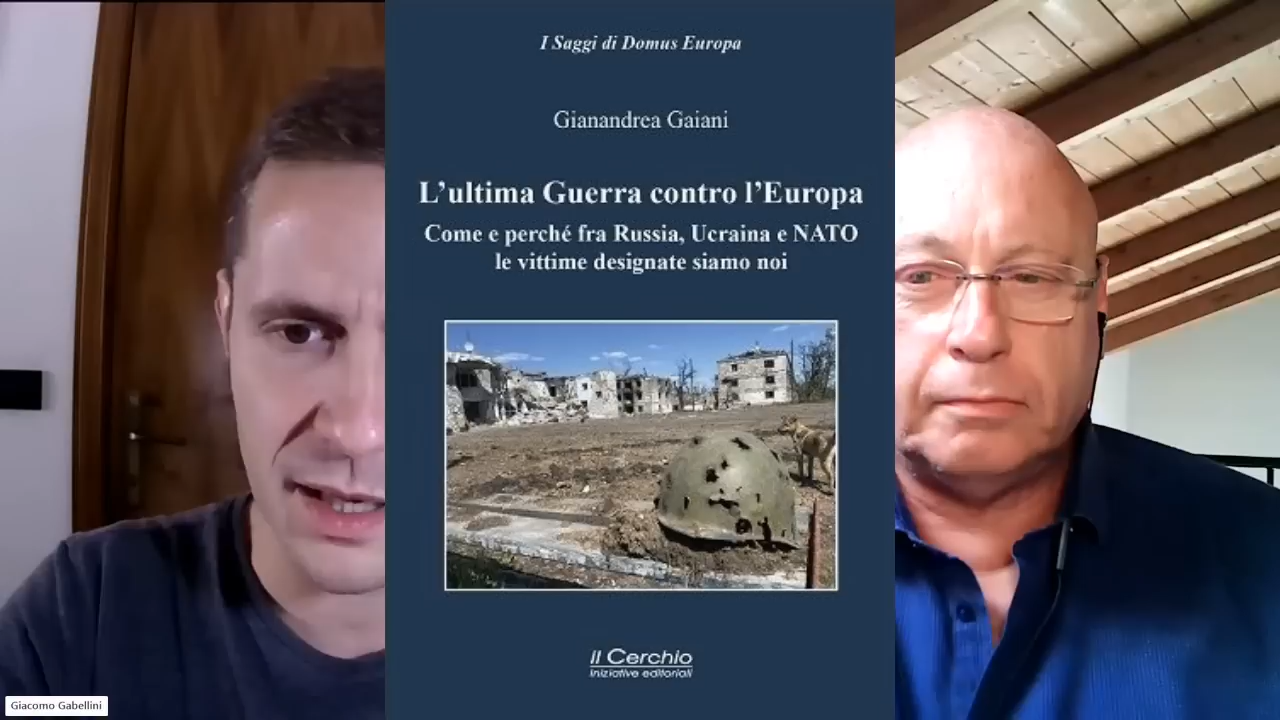 I Saggi di Domus Europa
Gianandrea Gaiani
L'ultima Guerra contro l'Europa
Come e perché fra Russia, Ucraina e NATO
le vittime designate siamo noi
il Cerchio
iniziative editoriali
Giacomo Gabellini